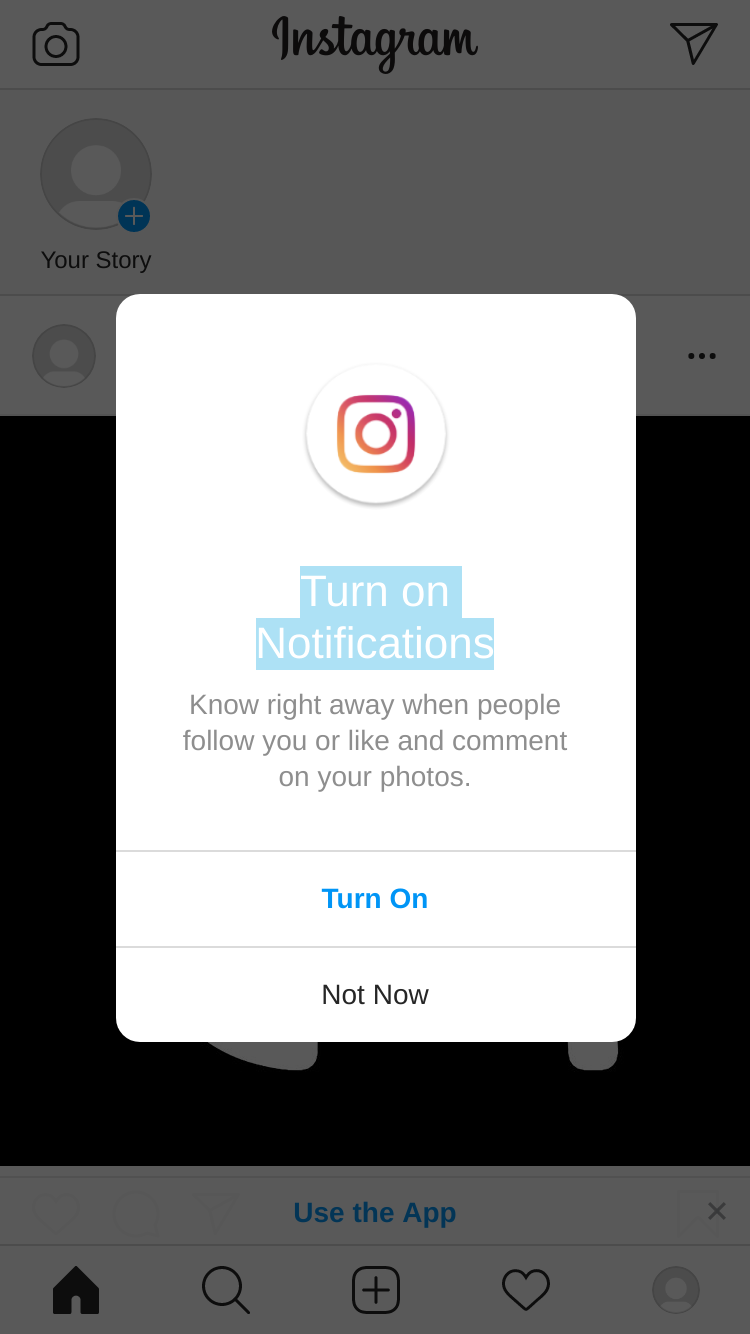 Instagram
Your Story
Turn on
Notifications
Know right away when people
follow you or like and comment
on your photos.
Turn On
Not Now
Use the App